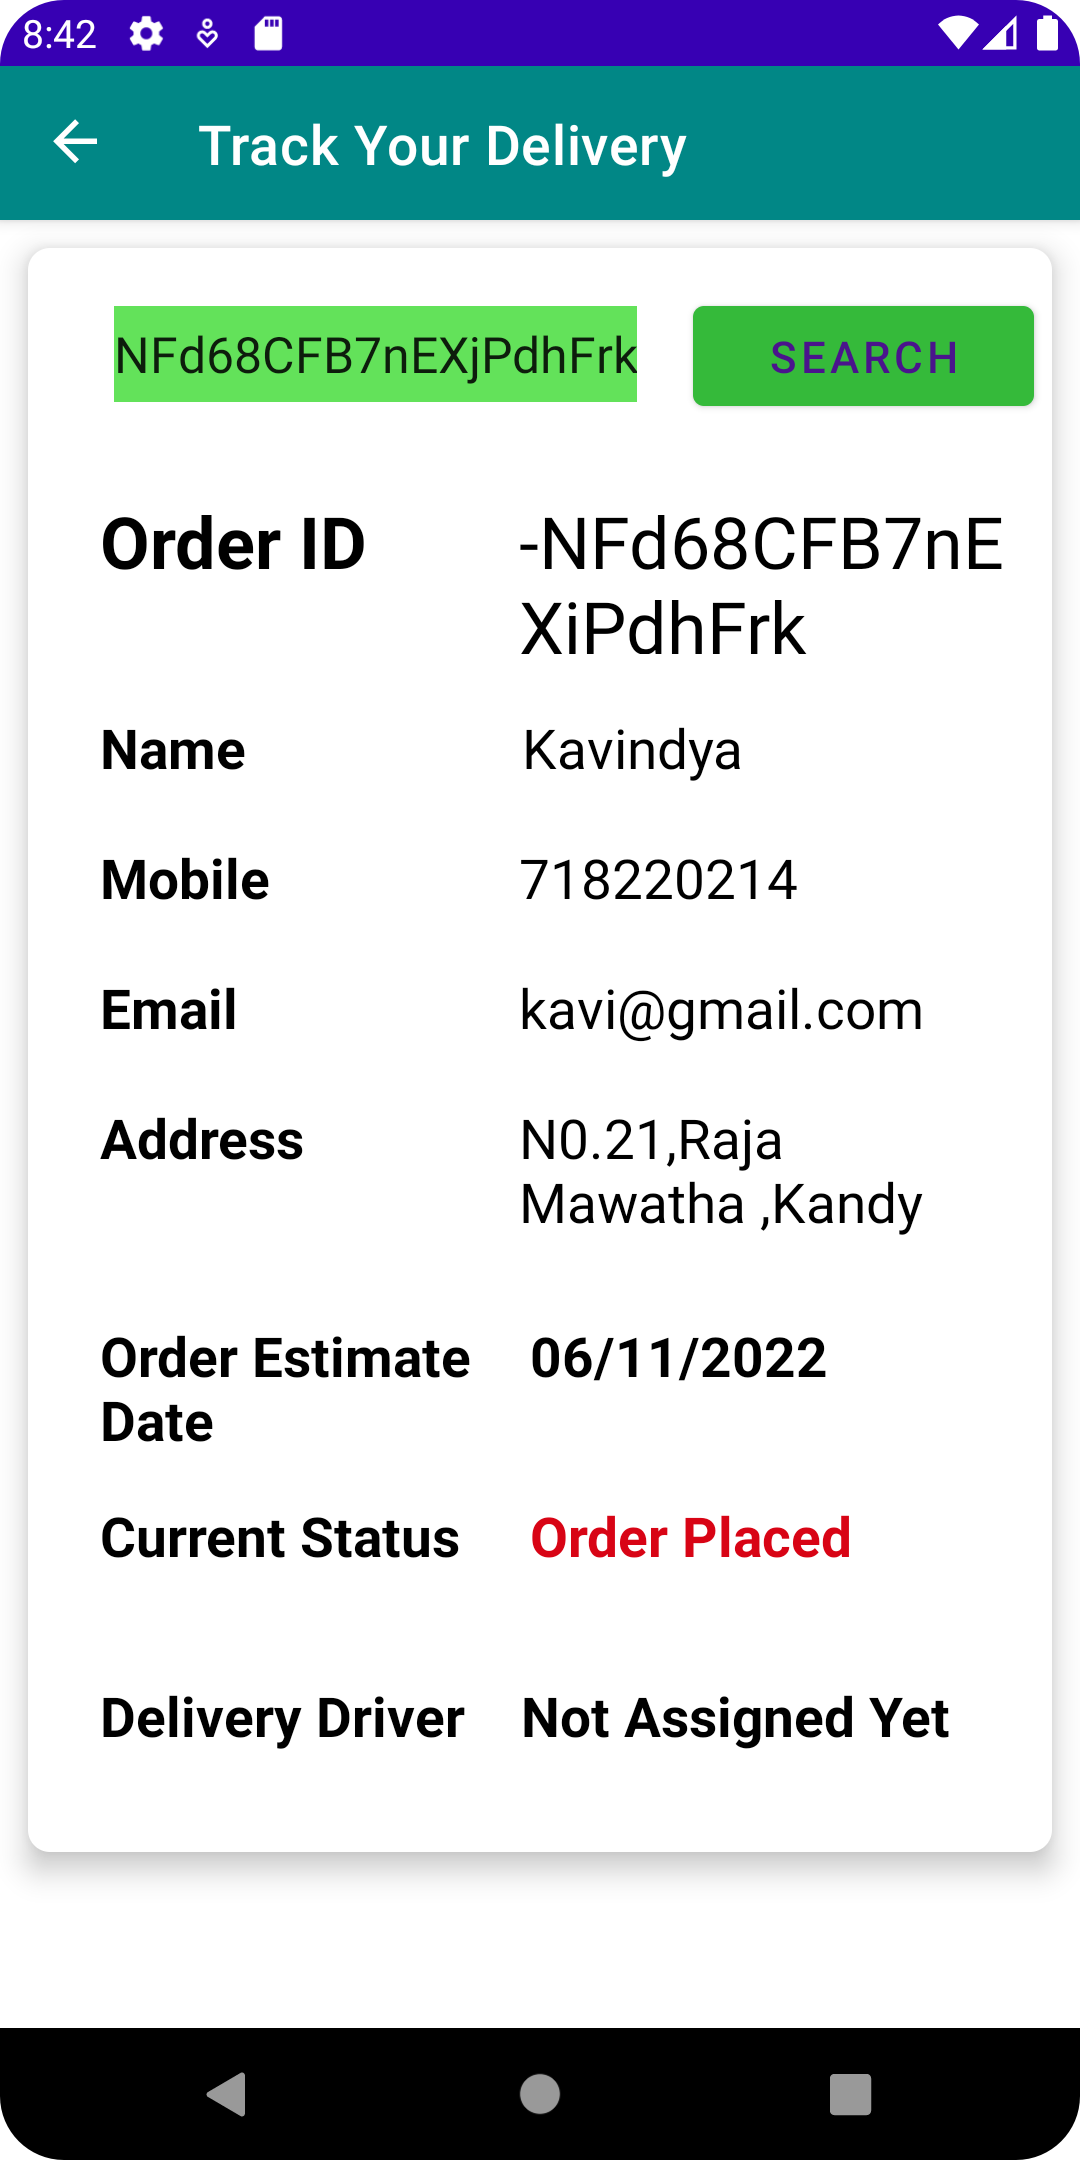 8:42
Track Your Delivery
NFd68CFB7nEXjPdhFrk SEARCH
Order ID -NFd68CFB7nE
XiPdhFrk
Name Kavindya
Mobile 718220214
Email kavi@gmail.com
Address N0.21,Raja
Mawatha ,Kandy
Order Estimate 06/11/2022
Date
Current Status Order Placed
Delivery Driver Not Assigned Yet